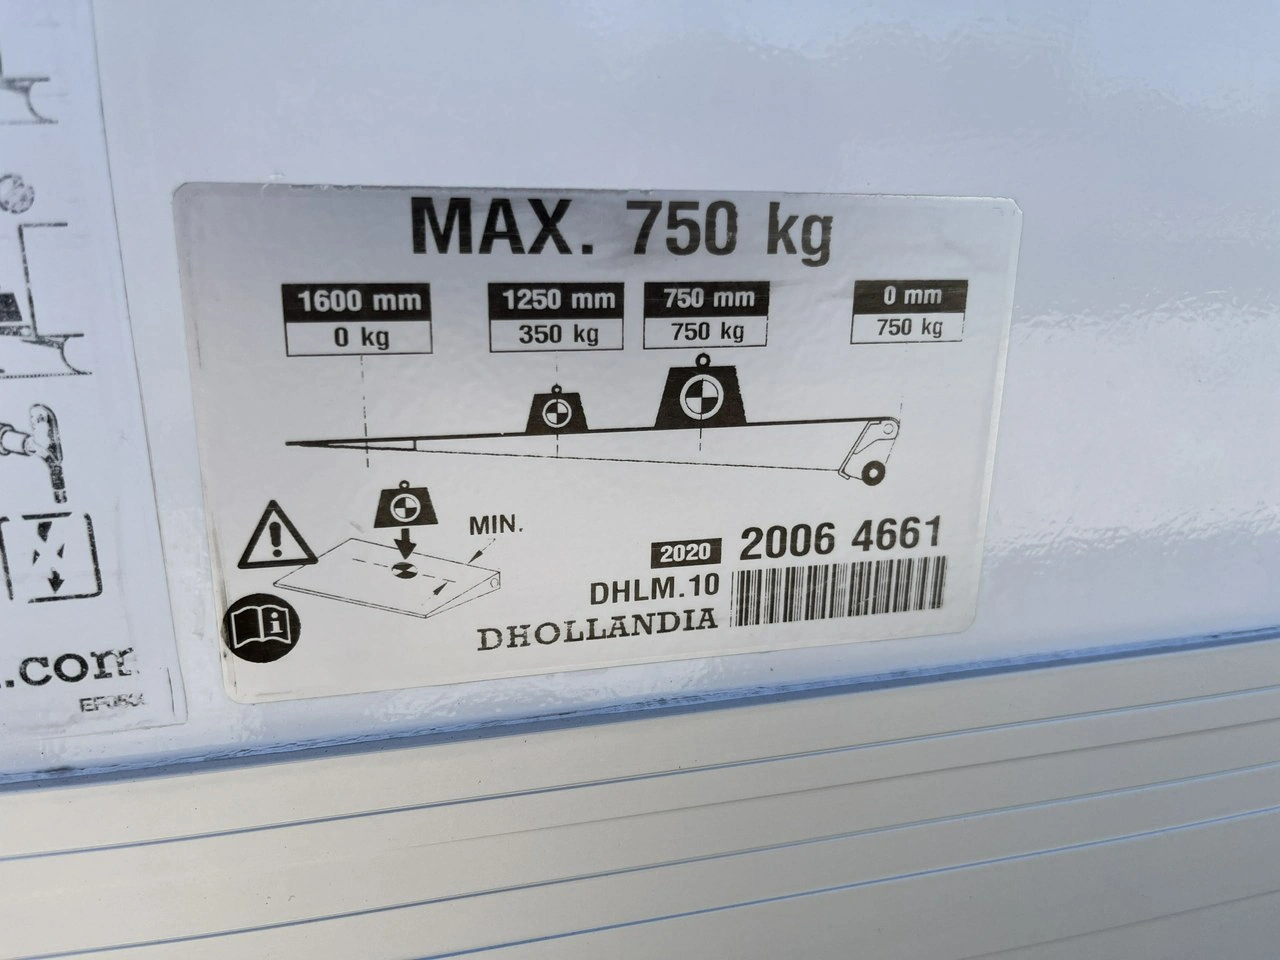 MAX. 750 kg
1600 mm 1250 mm 750 mm 0 mm
0 kg 350 kg 750 kg 750 kg
MIN.
2020 2006 4661
DHLM.10
DHOLLANDIA
.com